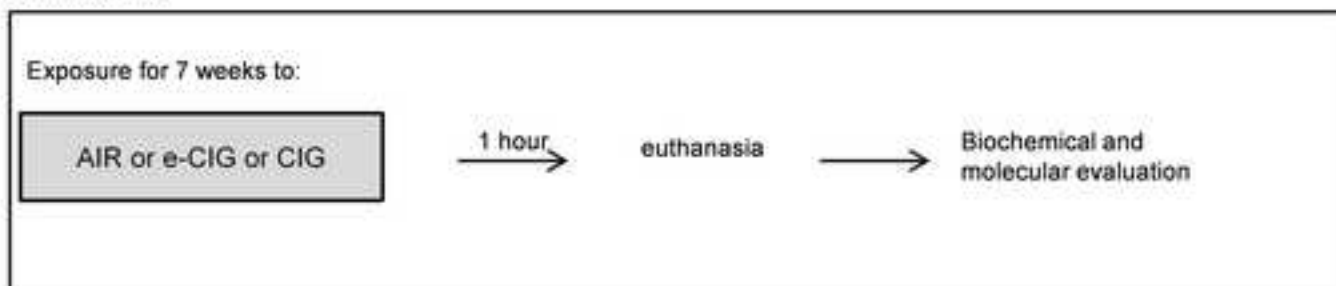 Exposure for 7 weeks to:
AIR or e-CIG or CIG
1 hour
euthanasia
Biochemical and
molecular evaluation